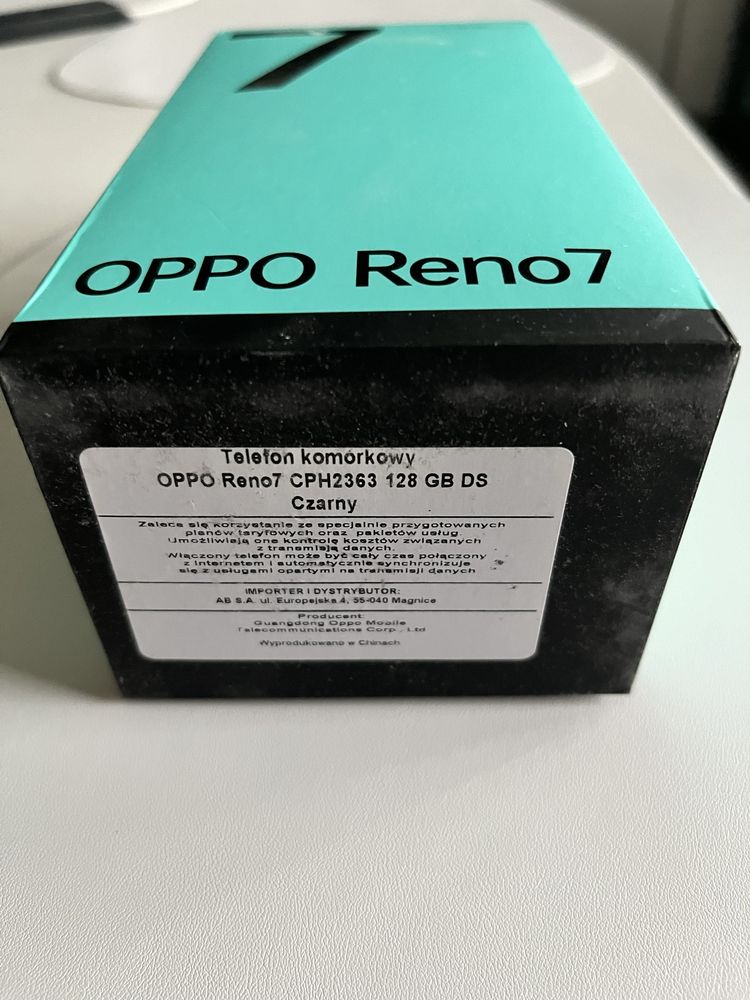 7
OPPO Reno7
Telefon komórkowy
OPPO Reno7 CPH2363 128 GB DS
Czarny
Zaleca się korzystanie ze specjalnie przygotowanych
planów taryfowych oraz pakietów usług.
Umożliwiają one kontrolę kosztów związanych
z transmisją danych.
Włączony telefon może być cały czas połączony
z Internetem i automatycznie synchronizuje
się z usługami opartymi na transmisji danych
IMPORTER I DYSTRYBUTOR:
AB S.A. ul. Europejska 4, 55-040 Magnice
Producent:
Guangdong Oppo Mobile
Telecommunications Corp., Ltd
Wyprodukowano w Chinach